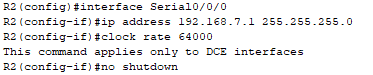 R2(config)#interface Serial0/0/0
R2(config-if)#ip address 192.168.7.1 255.255.255.0
R2(config-if)#clock rate 64000
This command applies only to DCE interfaces
R2(config-if)#no shutdown